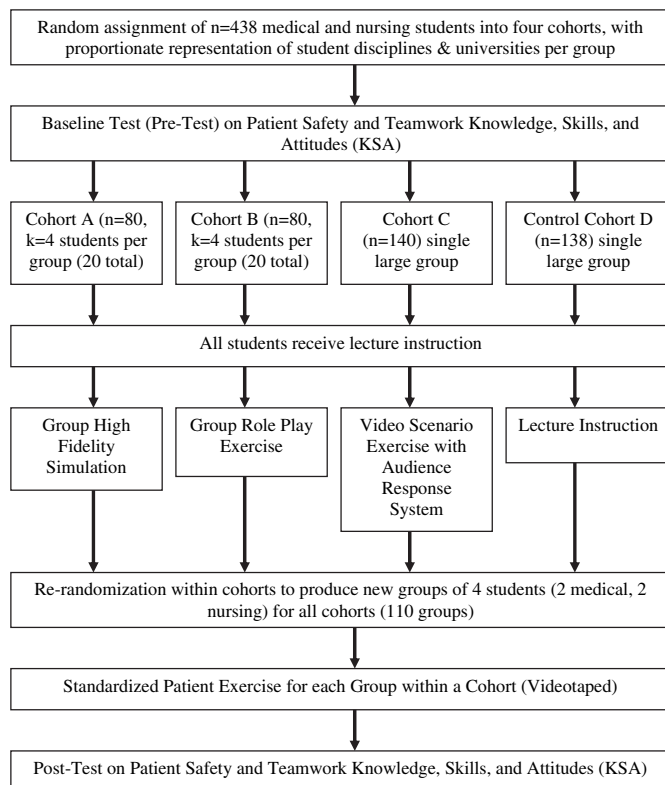 Random assignment of n=438 medical and nursing students into four cohorts, with
proportionate representation of student disciplines & universities per group
Baseline Test (Pre-Test) on Patient Safety and Teamwork Knowledge, Skills, and
Attitudes (KSA)
Cohort A (n=80,
k=4 students per
group (20 total)
Cohort B (n=80,
k=4 students per
group (20 total)
Cohort C
(n=140) single
large group
Control Cohort D
(n=138) single
large group
All students receive lecture instruction
Group High
Fidelity
Simulation
Group Role Play
Exercise
Video Scenario
Exercise with
Audience
Response
System
Lecture Instruction
Re-randomization within cohorts to produce new groups of 4 students (2 medical, 2
nursing) for all cohorts (110 groups)
Standardized Patient Exercise for each Group within a Cohort (Videotaped)
Post-Test on Patient Safety and Teamwork Knowledge, Skills, and Attitudes (KSA)